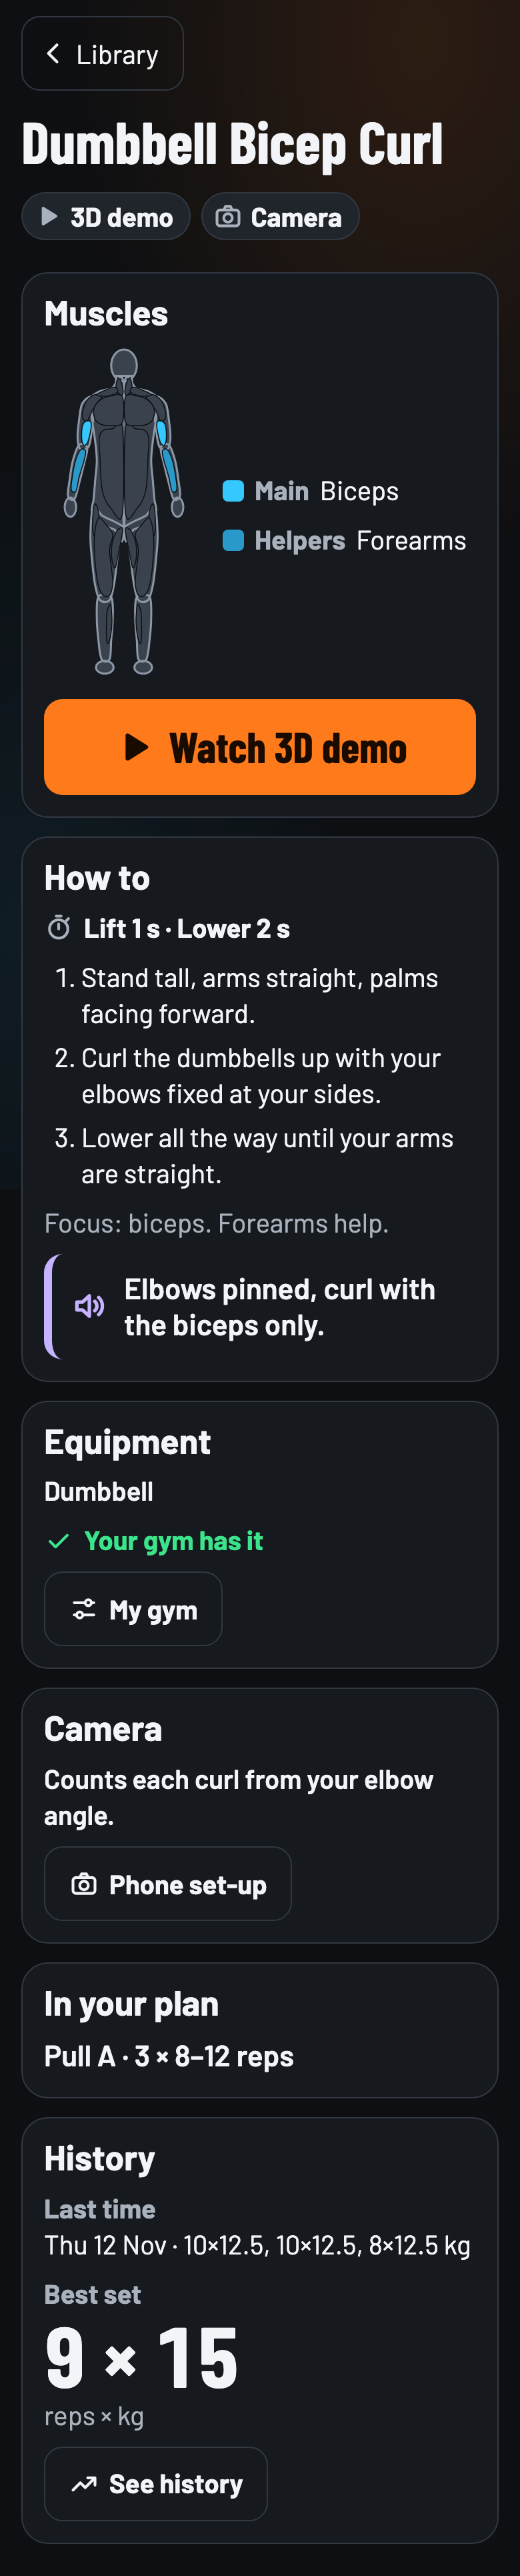 Library
Dumbbell Bicep Curl
3D demo
Camera
Muscles
Main Biceps
Helpers Forearms
Watch 3D demo
How to
Lift 1 s · Lower 2 s
1. Stand tall, arms straight, palms
facing forward.
2. Curl the dumbbells up with your
elbows fixed at your sides.
3. Lower all the way until your arms
are straight.
Focus: biceps. Forearms help.
Elbows pinned, curl with
the biceps only.
Equipment
Dumbbell
Your gym has it
My gym
Camera
Counts each curl from your elbow
angle.
Phone set-up
In your plan
Pull A · 3 × 8–12 reps
History
Last time
Thu 12 Nov · 10×12.5, 10×12.5, 8×12.5 kg
Best set
9 × 15
reps × kg
See history